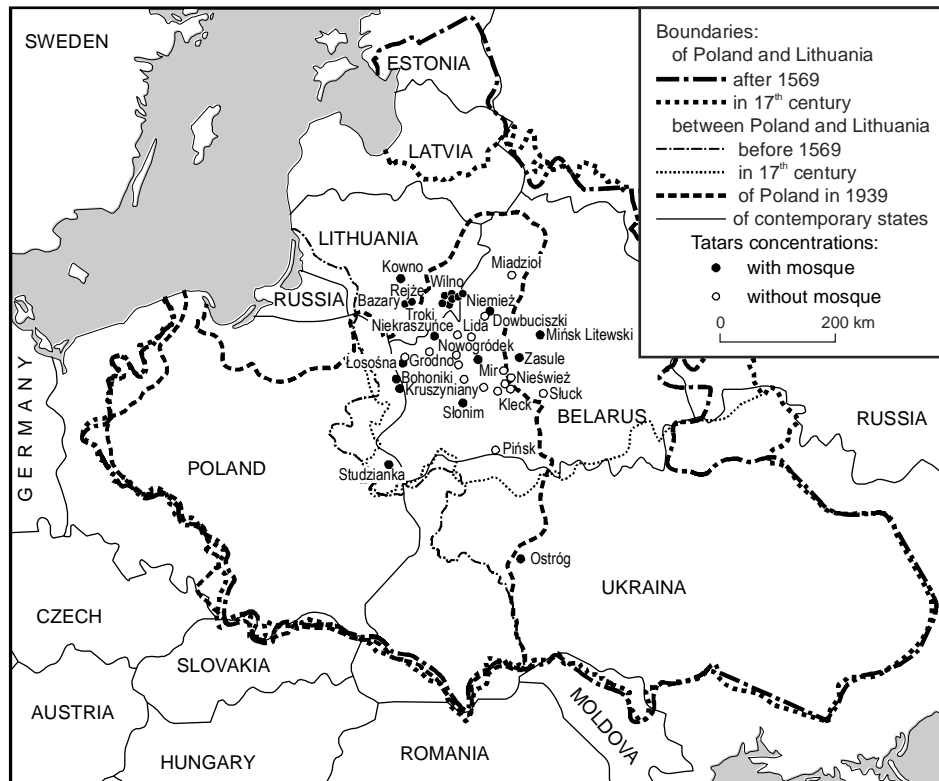 SWEDEN
ESTONIA
LATVIA
LITHUANIA
RUSSIA
GERMANY
POLAND
CZECH
SLOVAKIA
AUSTRIA
HUNGARY
ROMANIA
MOLDOVA
UKRAINA
BELARUS
RUSSIA
Kowno
Rejże
Bazary
Wilno
Troki
Niemież
Miadzioł
Dowbuciszki
Niekraszuńce
Lida
Mińsk Litewski
Nowogródek
Łosośna
Grodno
Zasule
Mir
Bohoniki
Nieśwież
Kruszyniany
Kleck
Słuck
Słonim
Pińsk
Studzianka
Ostróg
Boundaries:
of Poland and Lithuania
after 1569
in 17th century
between Poland and Lithuania
before 1569
in 17th century
of Poland in 1939
of contemporary states
Tatars concentrations:
with mosque
without mosque
0 200 km